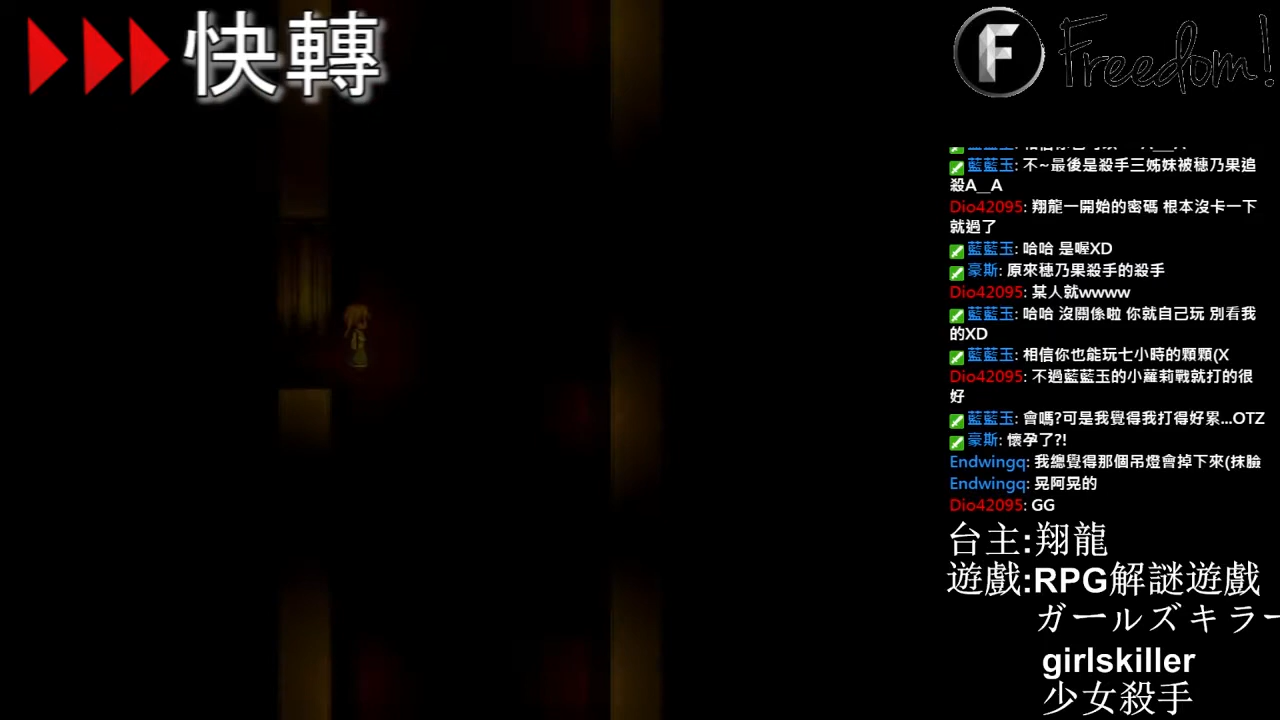 快轉
F Freedom!
藍藍玉: 不~最後是殺手三姊妹被穗乃果追
殺A__A
Dio42095: 翔龍一開始的密碼 根本沒卡一下
就過了
藍藍玉: 哈哈 是喔XD
豪斯: 原來穗乃果殺手的殺手
Dio42095: 某人就wwww
藍藍玉: 哈哈 沒關係啦 你就自己玩 別看我
的XD
藍藍玉: 相信你也能玩七小時的顆顆(X
Dio42095: 不過藍藍玉的小蘿莉戰就打的很
好
藍藍玉: 會嗎?可是我覺得我打得好累...OTZ
豪斯: 懷孕了?!
Endwingq: 我總覺得那個吊燈會掉下來(抹臉
Endwingq: 晃阿晃的
Dio42095: GG
台主:翔龍
遊戲:RPG解謎遊戲
ガールズキラー
girlskiller
少女殺手